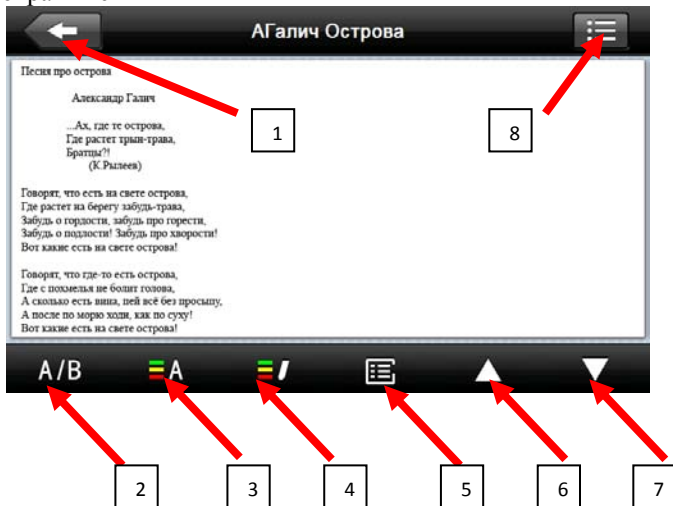 АГалич Острова
Песня про острова
Александр Галич
...Ах, где те острова,
Где растет трын-трава,
Братцы?!
(К.Рылеев)
Говорят, что есть на свете острова,
Где растет на берегу забудь-трава,
Забудь о гордости, забудь про горести,
Забудь о подлости! Забудь про хворости!
Вот какие есть на свете острова!
Говорят, что где-то есть острова,
Где с похмелья не болит голова,
А сколько есть вина, пей всё без просыпу,
А после по морю ходи, как по суху!
Вот какие есть на свете острова!
1
8
A/B
A
2
3
4
5
6
7